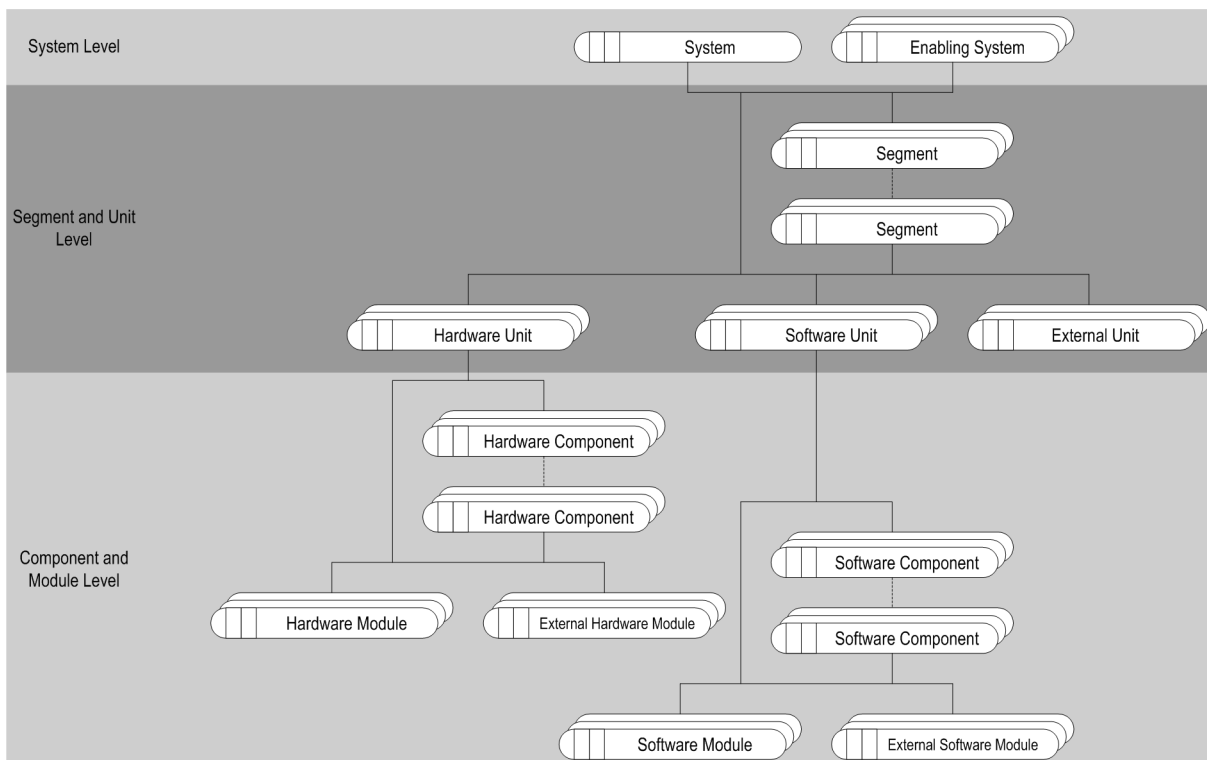 System Level
System
Enabling System
Segment
Segment and Unit
Level
Segment
Hardware Unit
Software Unit
External Unit
Hardware Component
Hardware Component
Component and
Module Level
Software Component
Hardware Module
External Hardware Module
Software Component
Software Module
External Software Module